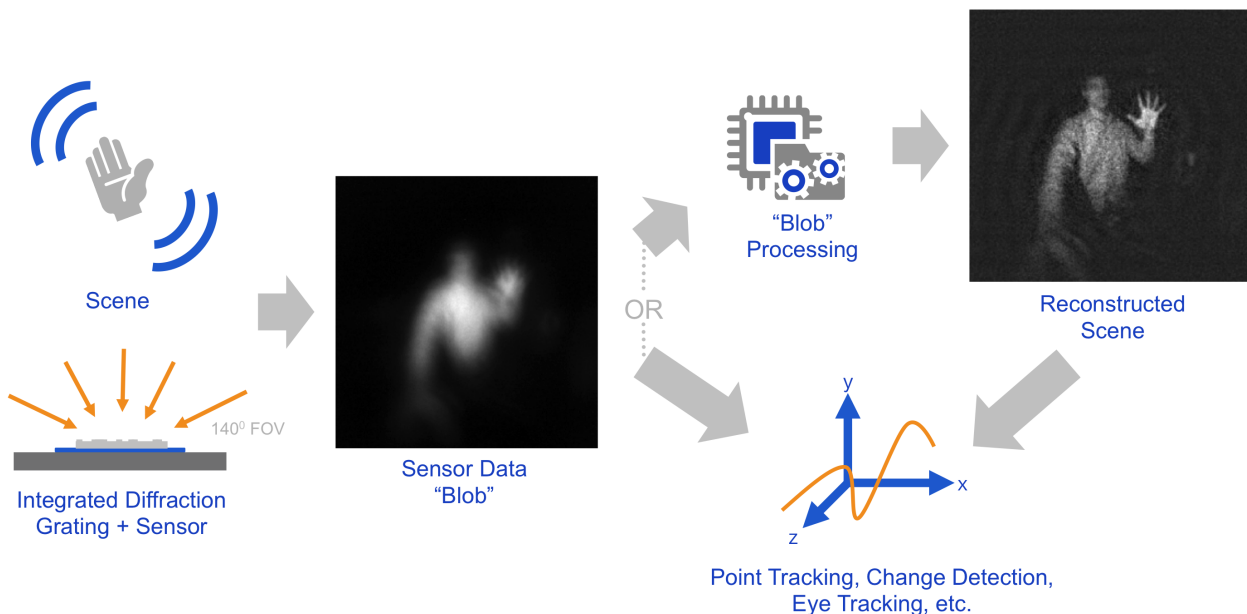 Scene
140⁰ FOV
Integrated Diffraction
Grating + Sensor
Sensor Data
“Blob”
OR
“Blob”
Processing
Reconstructed
Scene
y
x
z
Point Tracking, Change Detection,
Eye Tracking, etc.